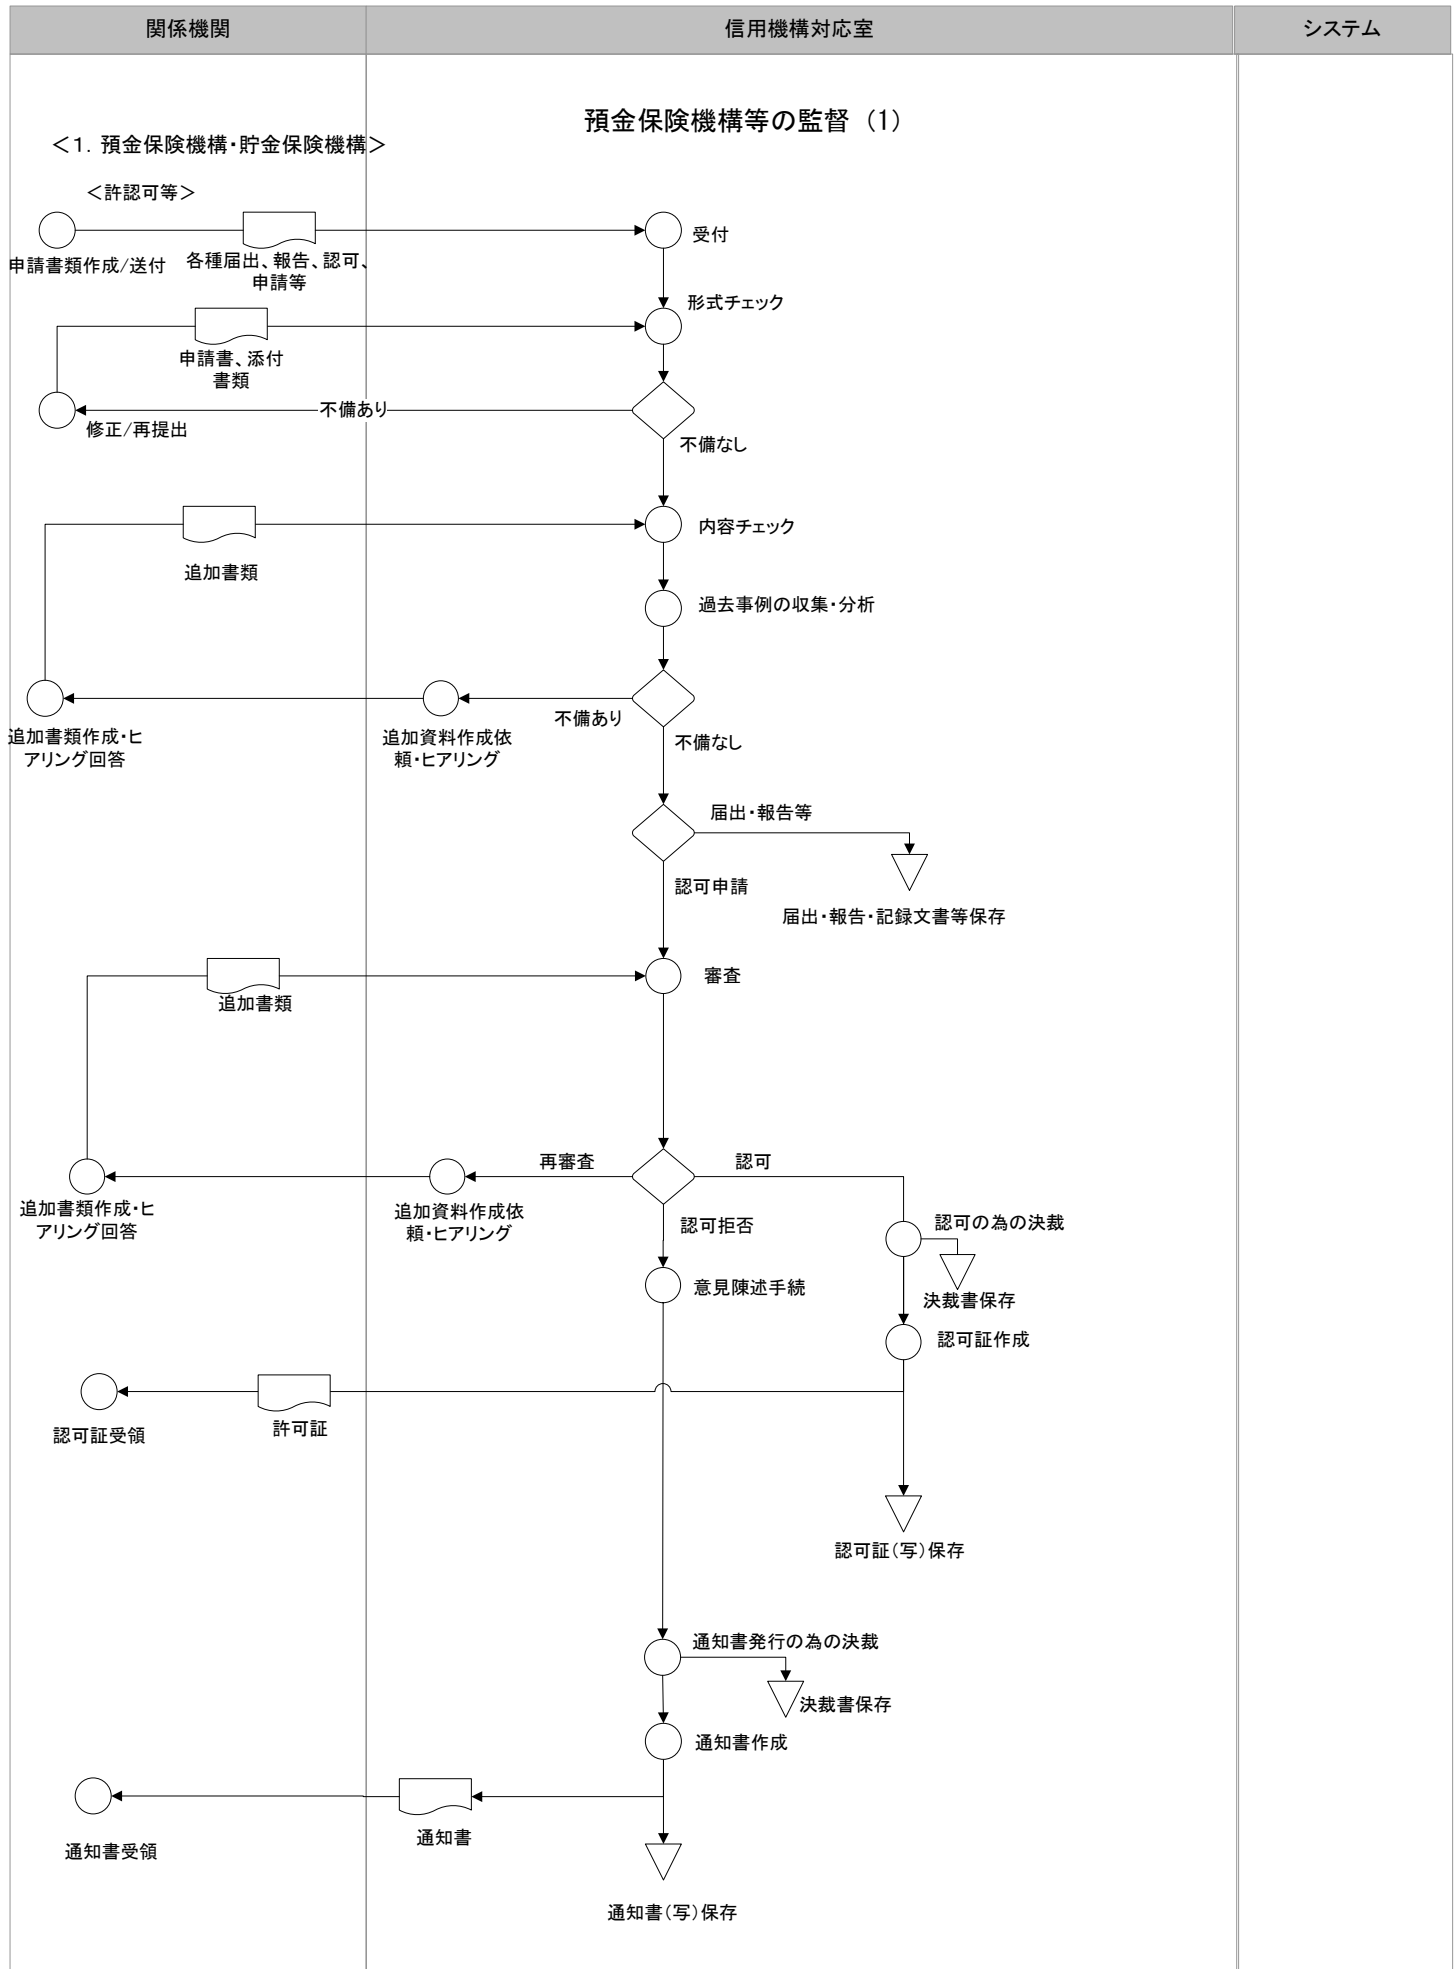 関係機関
信用機構対応室
システム
預金保険機構等の監督 (1)
＜1．預金保険機構・貯金保険機構＞
＜許認可等＞
受付
申請書類作成/送付
各種届出、報告、認可、
申請等
形式チェック
申請書、添付
書類
不備あり
修正/再提出
不備なし
内容チェック
追加書類
過去事例の収集・分析
不備あり
追加書類作成・ヒ
アリング回答
追加資料作成依
頼・ヒアリング
不備なし
届出・報告等
認可申請
届出・報告・記録文書等保存
審査
追加書類
再審査
認可
追加書類作成・ヒ
アリング回答
追加資料作成依
頼・ヒアリング
認可拒否
認可の為の決裁
意見陳述手続
決裁書保存
認可証作成
認可証受領
許可証
認可証（写）保存
通知書発行の為の決裁
決裁書保存
通知書作成
通知書
通知書受領
通知書（写）保存